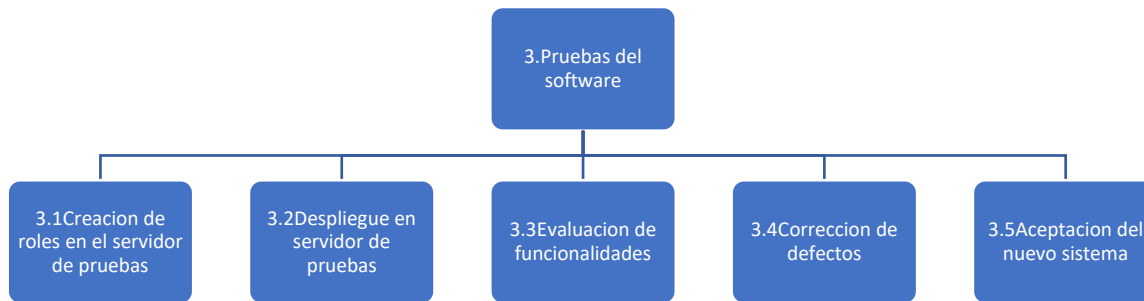 3.Pruebas del
software
3.1Creacion de
roles en el servidor
de pruebas
3.2Despliegue en
servidor de
pruebas
3.3Evaluacion de
funcionalidades
3.4Correccion de
defectos
3.5Aceptacion del
nuevo sistema